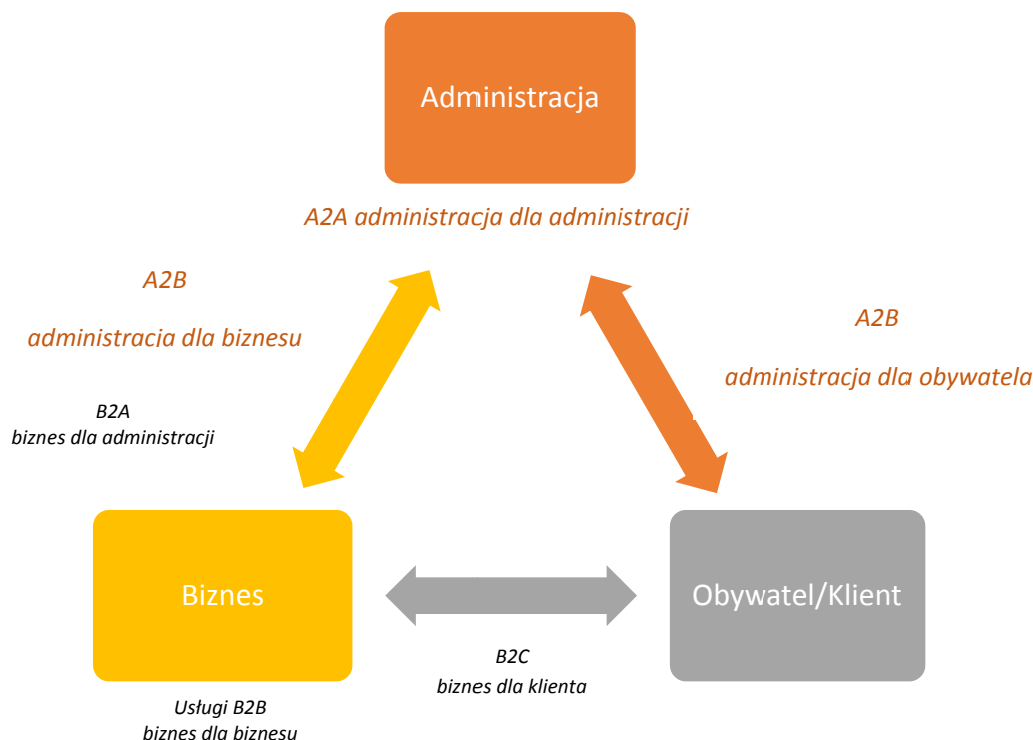 Administracja
A2A administracja dla administracji
A2B
administracja dla biznesu
A2B
administracja dla obywatela
B2A
biznes dla administracji
Biznes
Obywatel/Klient
B2C
biznes dla klienta
Usługi B2B
biznes dla biznesu